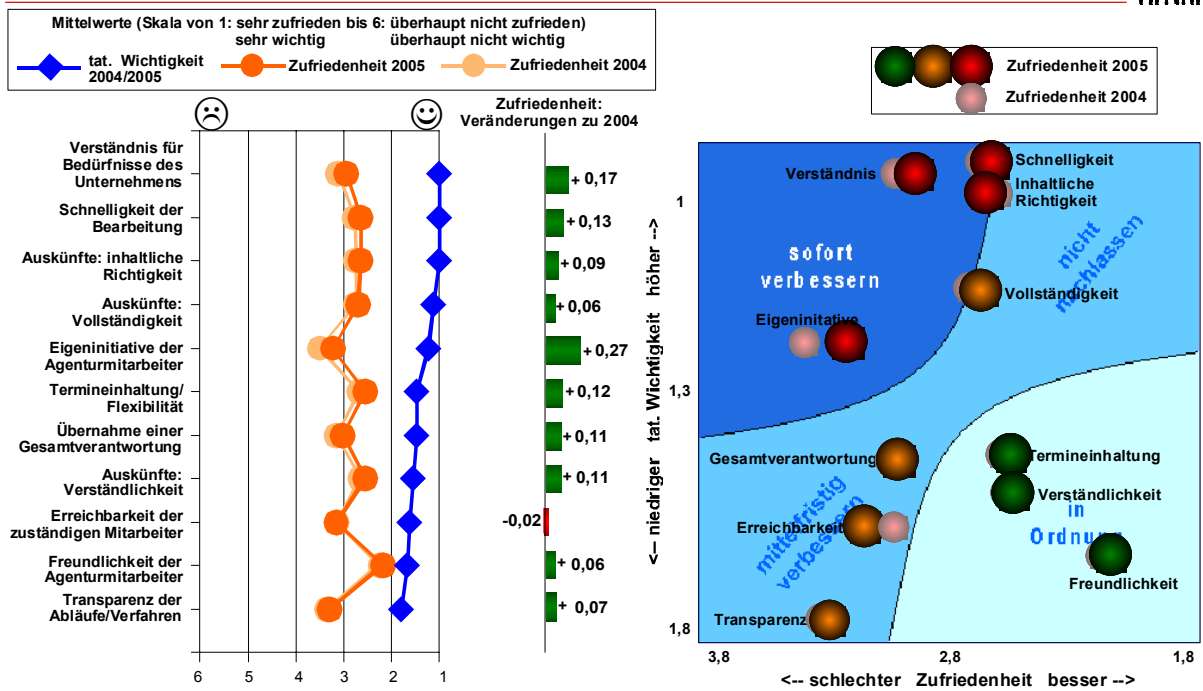 Mittelwerte (Skala von 1: sehr zufrieden bis 6: überhaupt nicht zufrieden)
sehr wichtig überhaupt nicht wichtig
tat. Wichtigkeit
2004/2005
Zufriedenheit 2005
Zufriedenheit 2004
Zufriedenheit:
Veränderungen zu 2004
Verständnis für
Bedürfnisse des
Unternehmens
+ 0,17
Schnelligkeit der
Bearbeitung
+ 0,13
Auskünfte: inhaltliche
Richtigkeit
+ 0,09
Auskünfte:
Vollständigkeit
+ 0,06
Eigeninitiative der
Agenturmitarbeiter
+ 0,27
Termineinhaltung/
Flexibilität
+ 0,12
Übernahme einer
Gesamtverantwortung
+ 0,11
Auskünfte:
Verständlichkeit
+ 0,11
Erreichbarkeit der
zuständigen Mitarbeiter
-0,02
Freundlichkeit der
Agenturmitarbeiter
+ 0,06
Transparenz der
Abläufe/Verfahren
+ 0,07
6 5 4 3 2 1
Zufriedenheit 2005
Zufriedenheit 2004
<-- niedriger tat. Wichtigkeit höher -->
1
1,3
1,8
Verständnis
Schnelligkeit
Inhaltliche
Richtigkeit
sofort
verbessern
nicht
nachlassen
Vollständigkeit
Eigeninitative
Gesamtverantwortung
Termineinhaltung
Verständlichkeit
in
Ordnung
Erreichbarkeit
mittelfristig
verbessern
Freundlichkeit
Transparenz
3,8 2,8 1,8
<-- schlechter Zufriedenheit besser -->